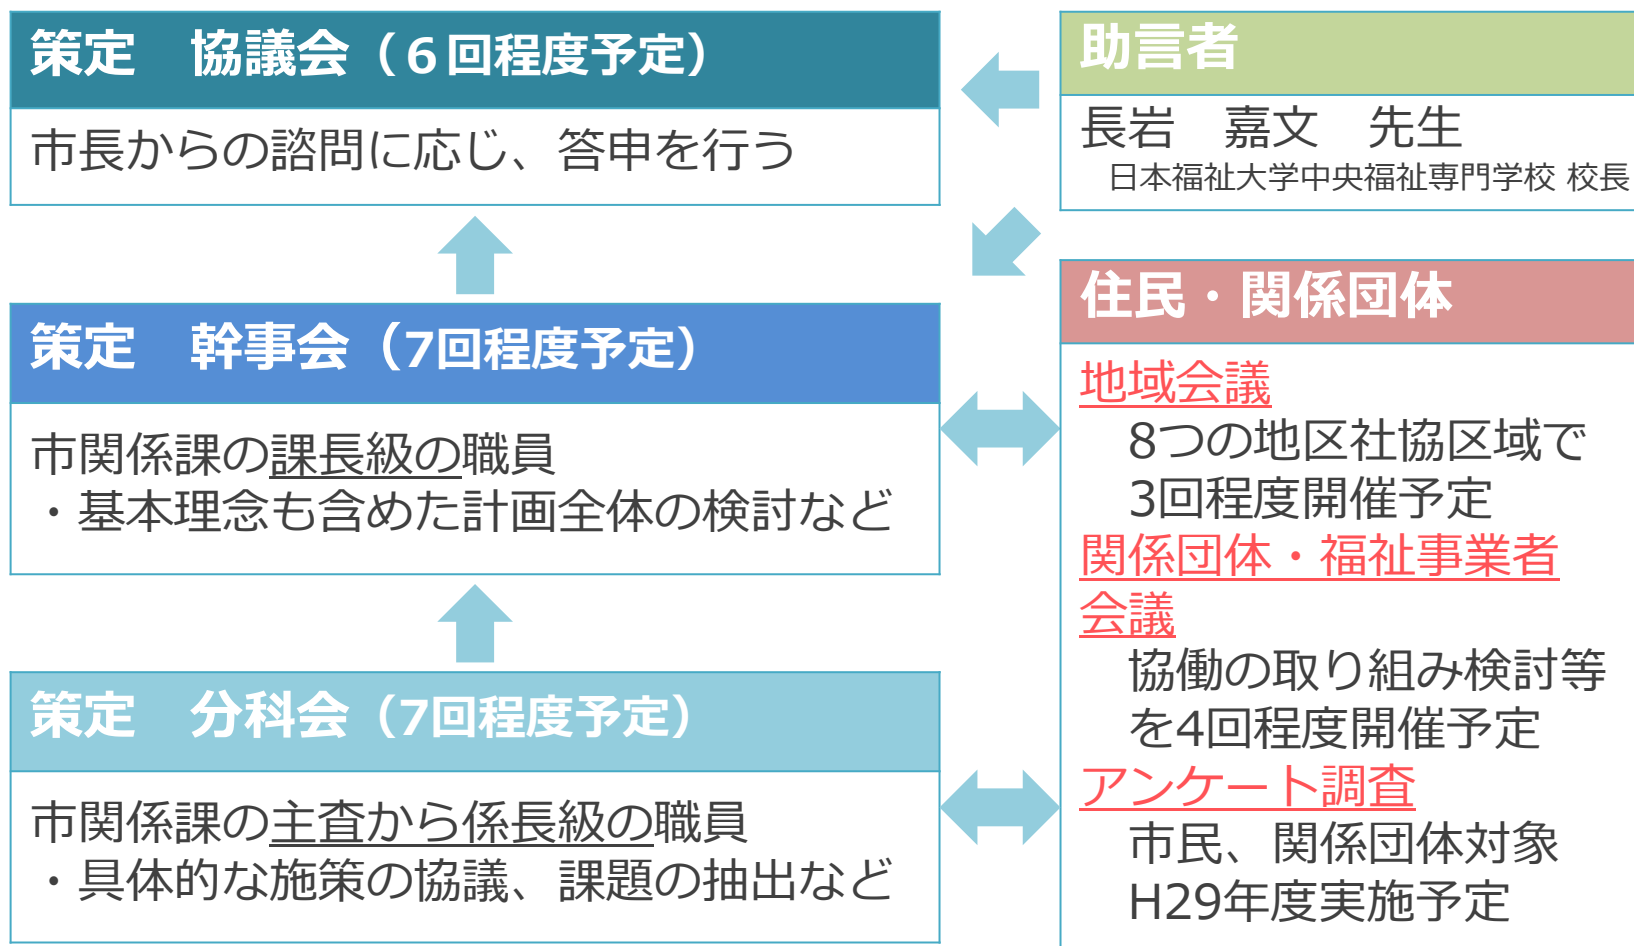 策定　協議会（６回程度予定）
市長からの諮問に応じ、答申を行う
策定　幹事会（7回程度予定）
市関係課の課長級の職員
・基本理念も含めた計画全体の検討など
策定　分科会（7回程度予定）
市関係課の主査から係長級の職員
・具体的な施策の協議、課題の抽出など
助言者
長岩　嘉文　先生
日本福祉大学中央福祉専門学校 校長
住民・関係団体
地域会議
8つの地区社協区域で
3回程度開催予定
関係団体・福祉事業者
会議
協働の取り組み検討等
を4回程度開催予定
アンケート調査
市民、関係団体対象
H29年度実施予定